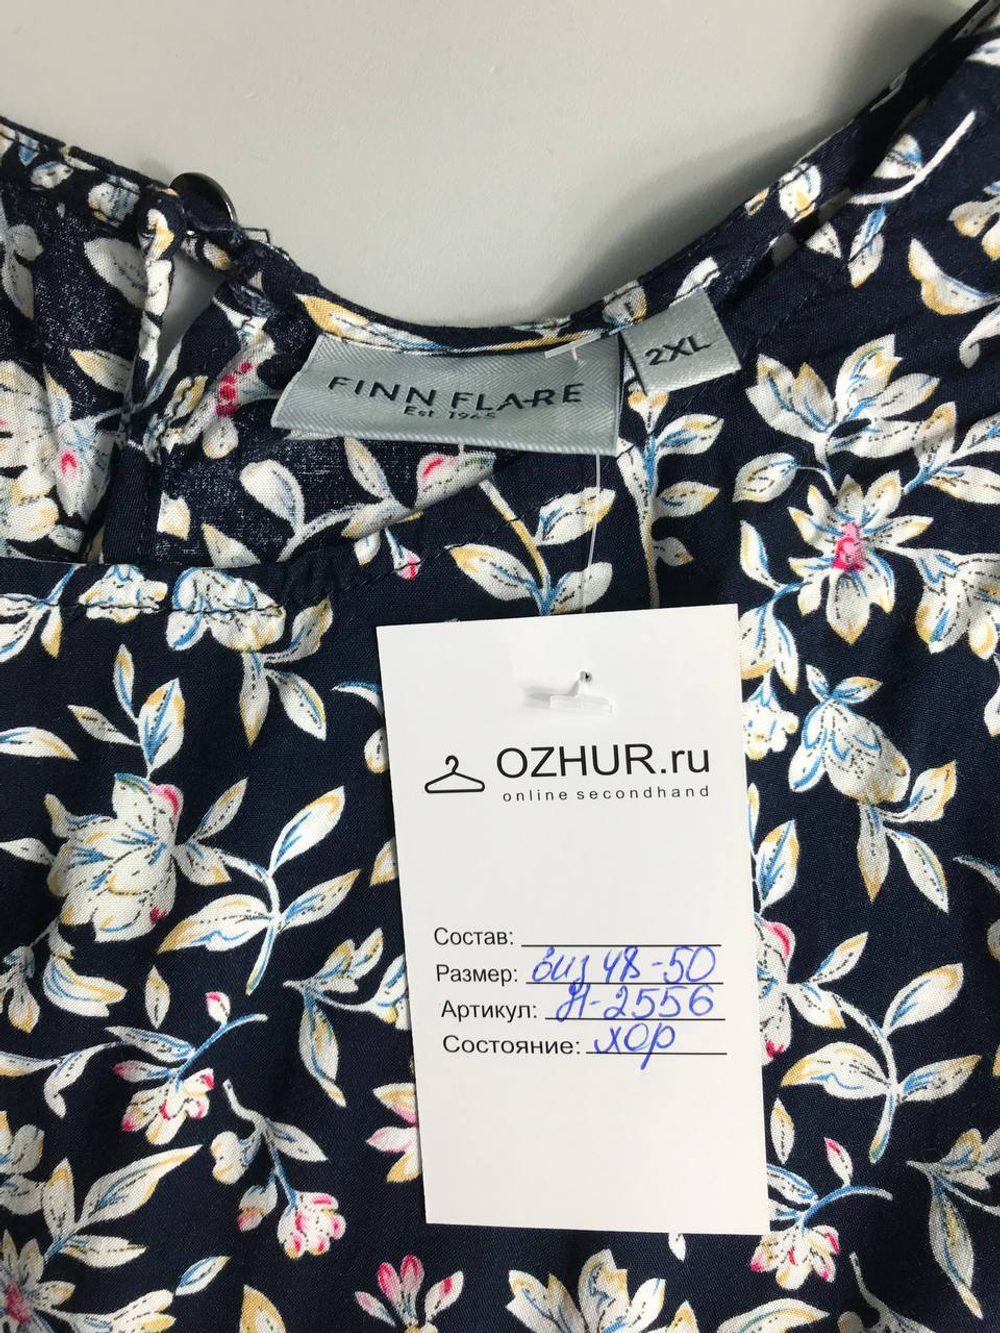 FINN FLARE
Est 1965
2XL
OZHUR.ru
online secondhand
Состав:
Размер: виз 48-50
Артикул: Н-2556
Состояние: хор